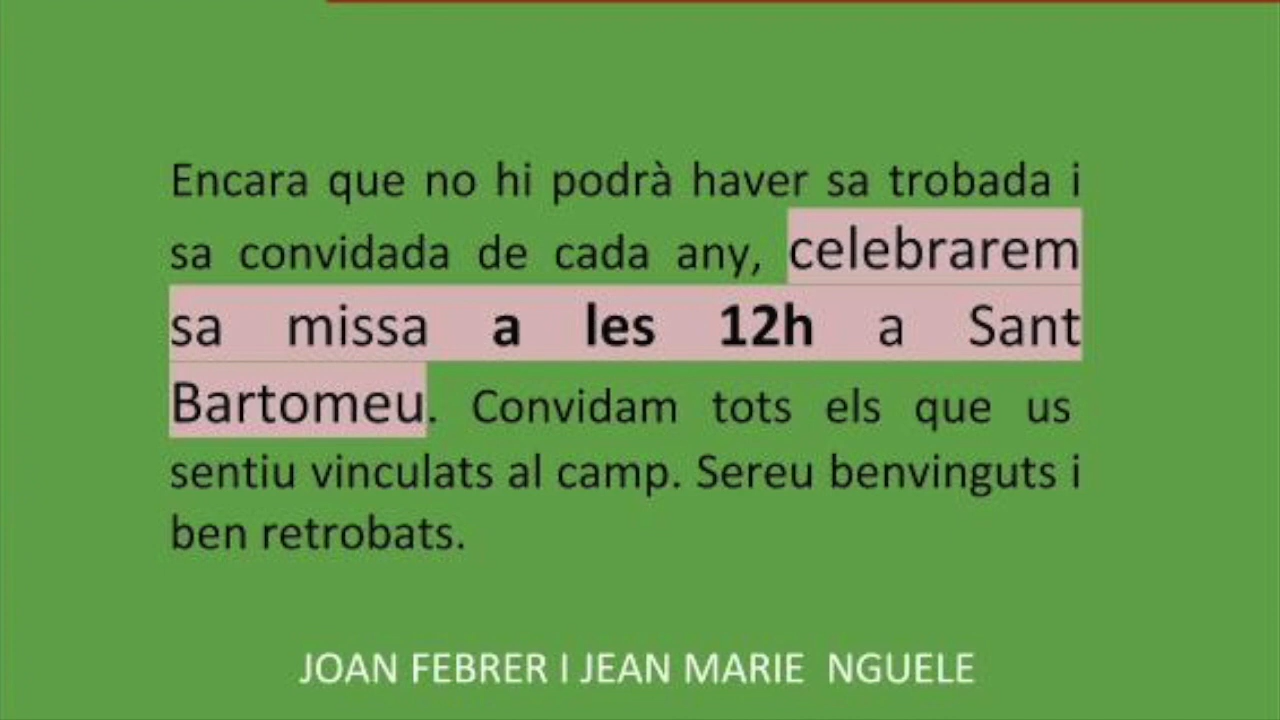 Encara que no hi podrà haver sa trobada i
sa convidada de cada any, celebrarem
sa missa a les 12h a Sant
Bartomeu. Convidam tots els que us
sentiu vinculats al camp. Sereu benvinguts i
ben retrobats.
JOAN FEBRER I JEAN MARIE NGUELE